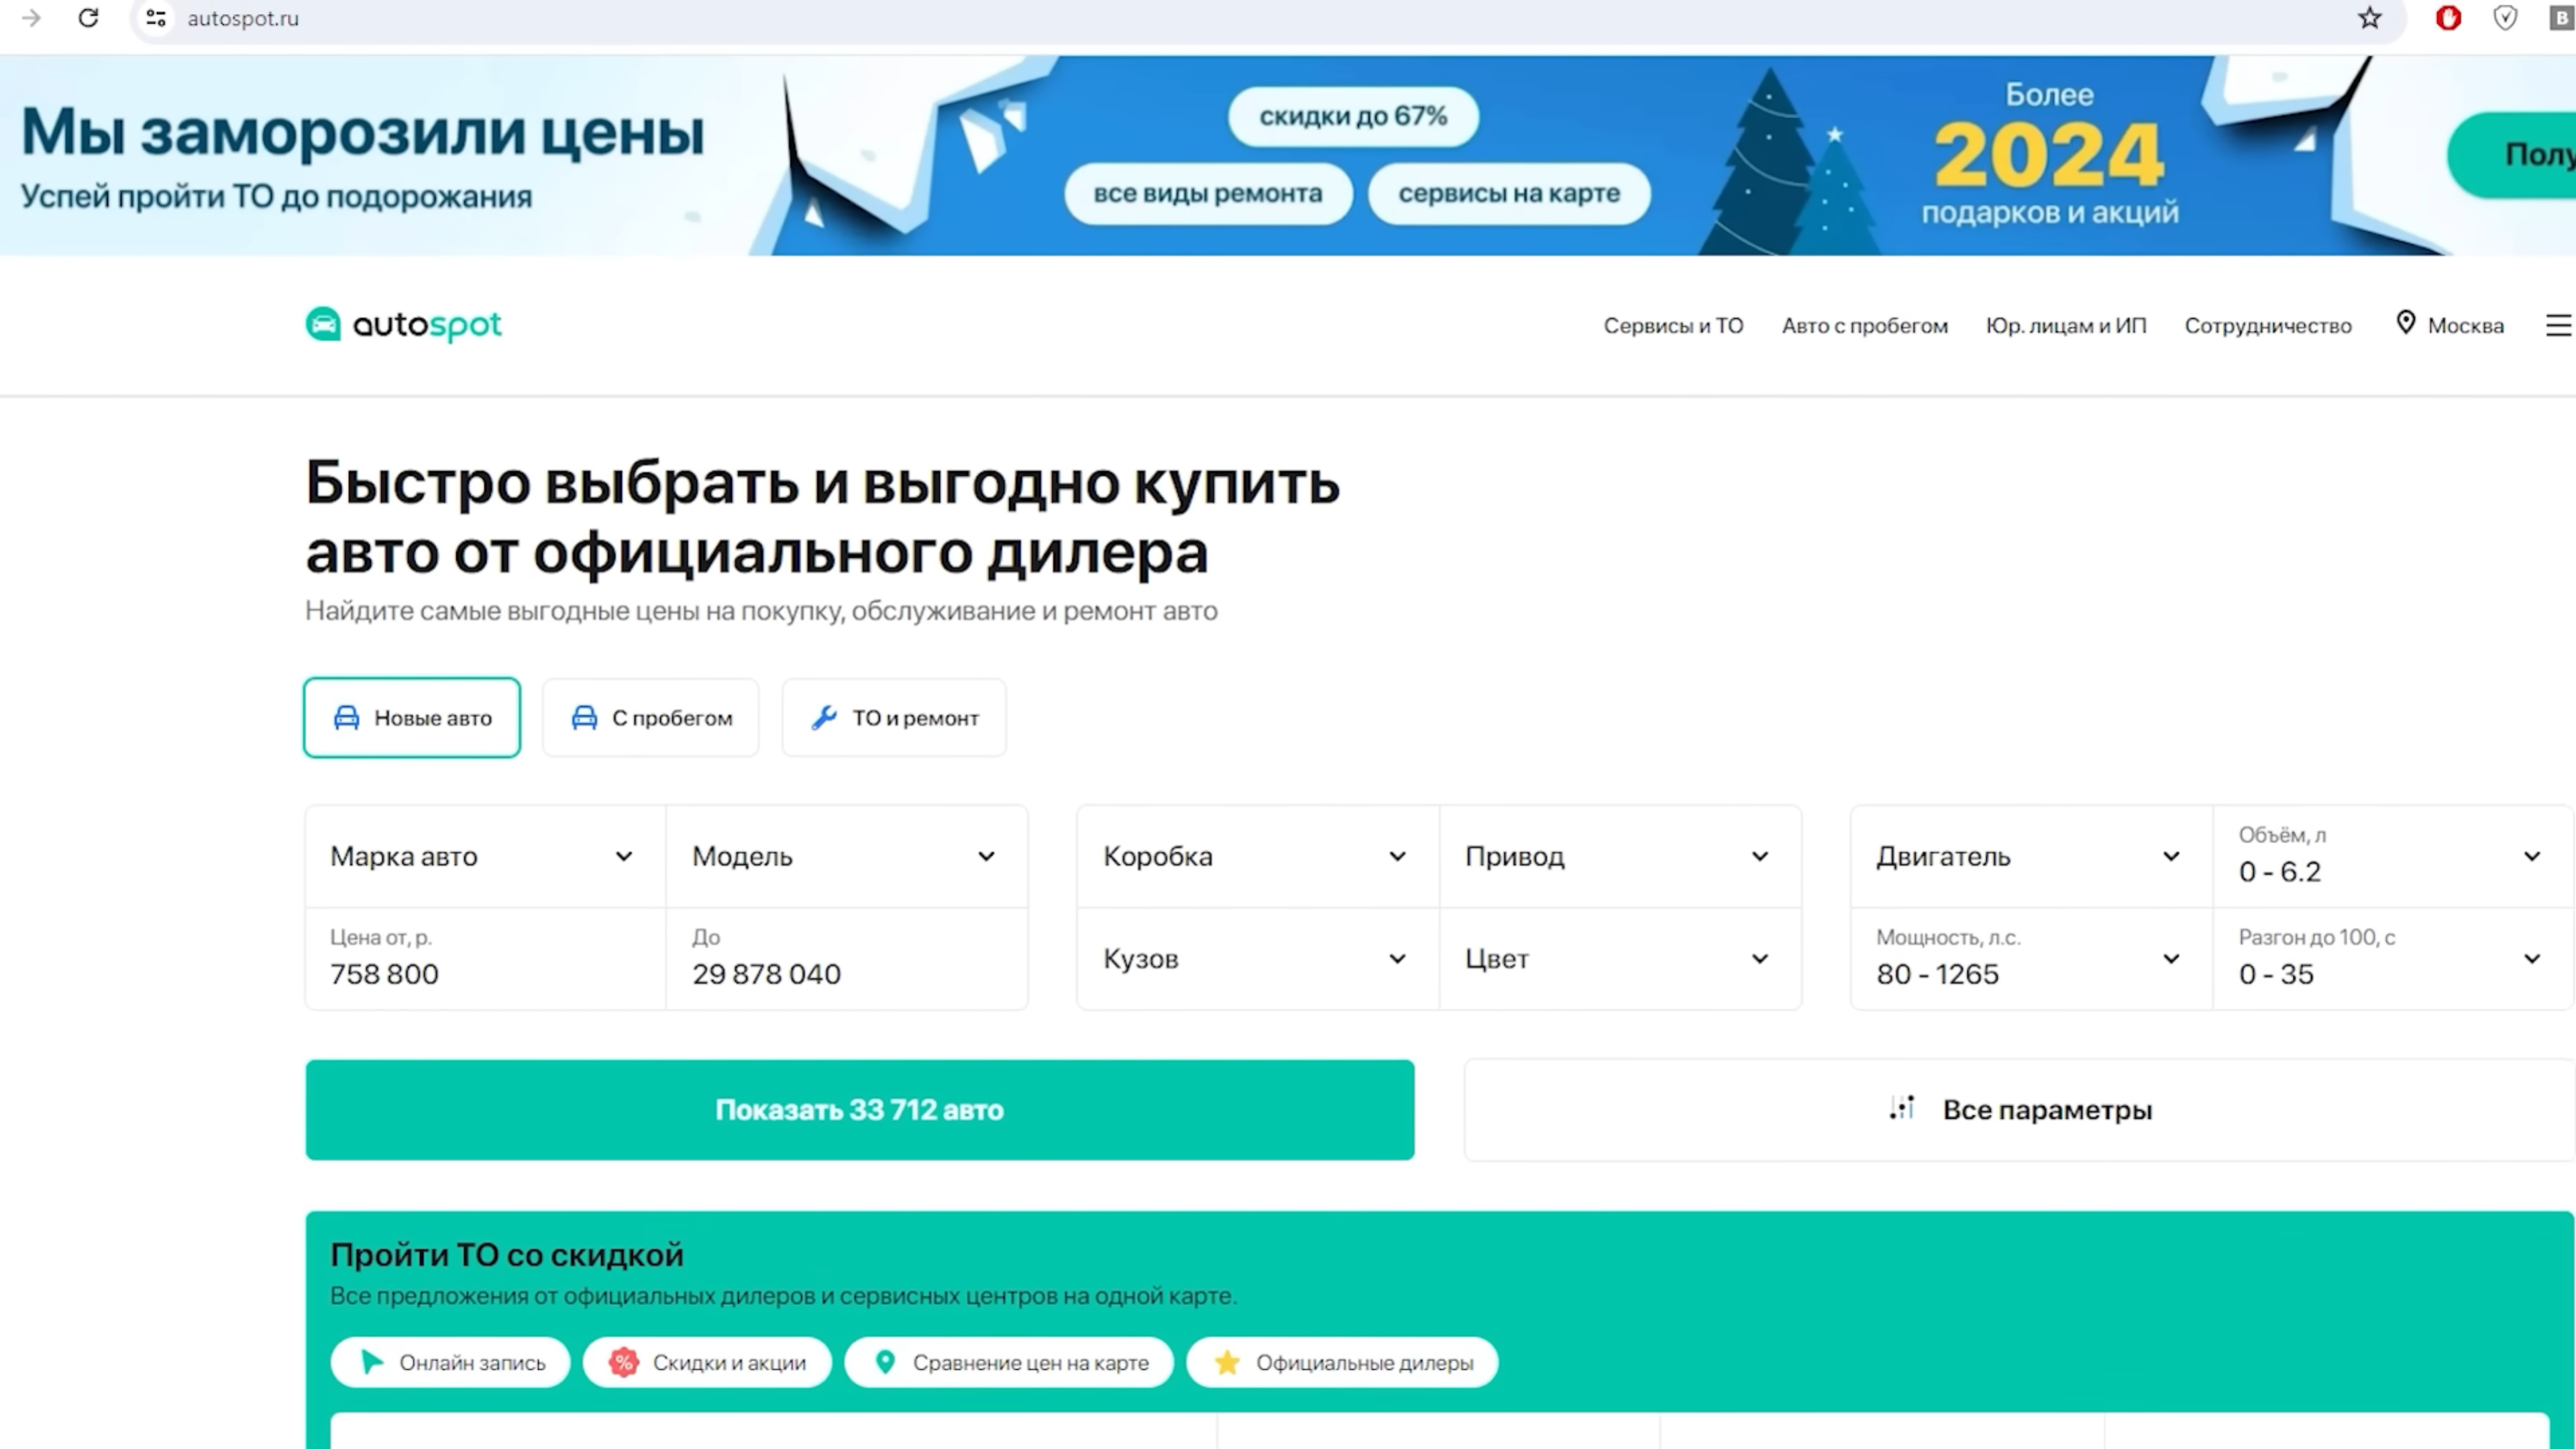 autospot.ru
B
Мы заморозили цены
Успей пройти ТО до подорожания
скидки до 67%
все виды ремонта
сервисы на карте
Более
2024
подарков и акций
autospot
Сервисы и ТО
Авто с пробегом
Юр. лицам и ИП
Сотрудничество
Москва
Быстро выбрать и выгодно купить
авто от официального дилера
Найдите самые выгодные цены на покупку, обслуживание и ремонт авто
Новые авто
С пробегом
ТО и ремонт
Марка авто
Модель
Цена от, р.
758 800
До
29 878 040
Коробка
Привод
Кузов
Цвет
Двигатель
Объём, л
0 - 6.2
Мощность, л.с.
80 - 1265
Разгон до 100, с
0 - 35
Показать 33 712 авто
Все параметры
Пройти ТО со скидкой
Все предложения от официальных дилеров и сервисных центров на одной карте.
Онлайн запись
% Скидки и акции
Сравнение цен на карте
Официальные дилеры